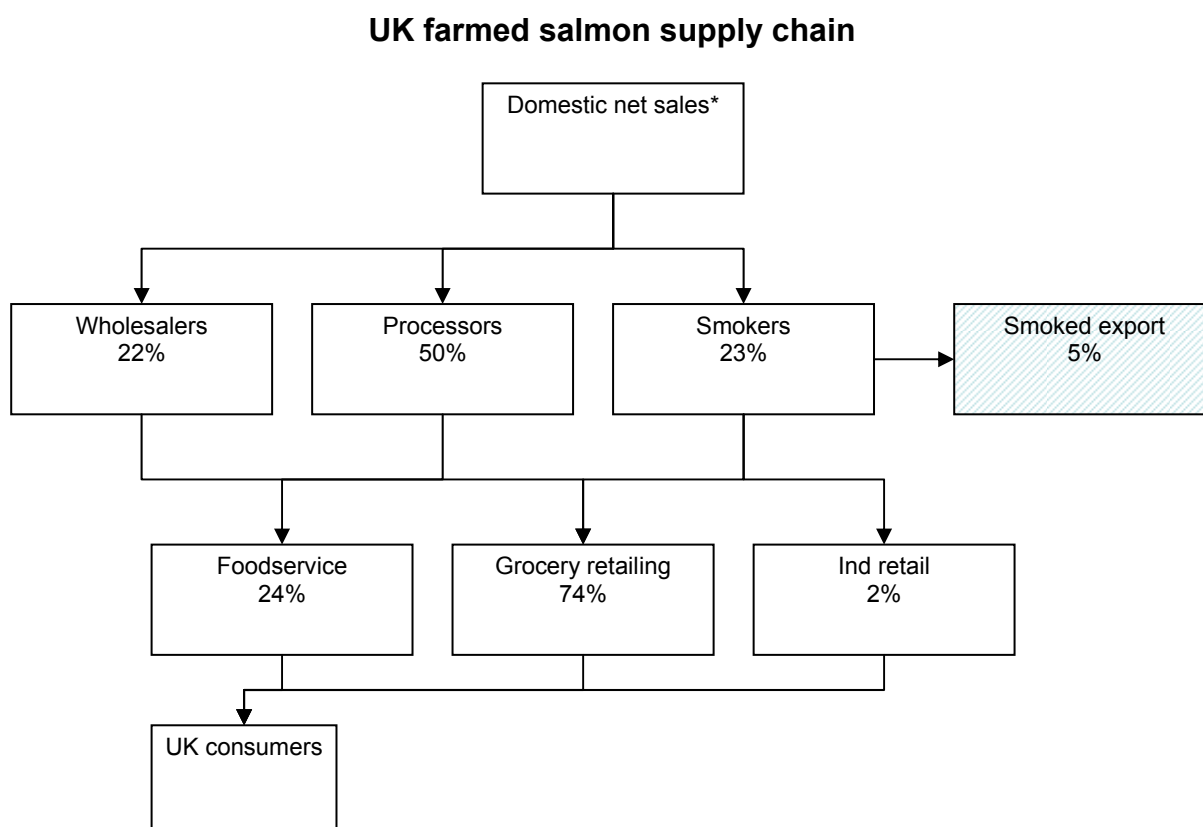 UK farmed salmon supply chain
Domestic net sales*
Wholesalers
22%
Processors
50%
Smokers
23%
Smoked export
5%
Foodservice
24%
Grocery retailing
74%
Ind retail
2%
UK consumers